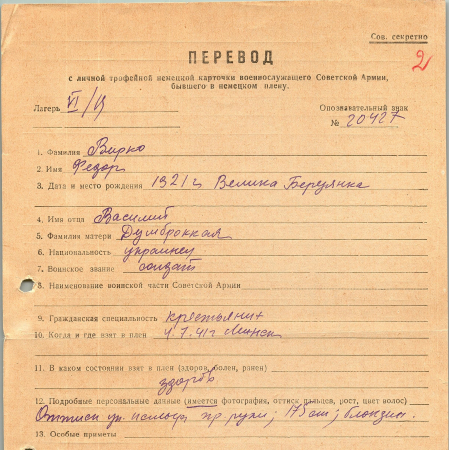 Сов. секретно
2
ПЕРЕВОД
с личной трофейной немецкой карточки военнослужащего Советской Армии,
бывшего в немецком плену.
Лагерь VI/
Опознавательный знак
№ 20427
1. Фамилия Вирко
2. Имя Федор
3. Дата и место рождения 1921 г Велика
4. Имя отца Василий
5. Фамилия матери
6. Национальность украинец
7. Воинское звание солдат
8. Наименование воинской части Советской Армии
9. Гражданская специальность крестьянин
10. Когда и где взят в плен 4.7.41г Минск
11. В каком состоянии взят в плен (здоров, болен, ранен)
здоров
12. Подробные персональные данные (имеется фотография, оттиск пальцев, рост, цвет волос)
Оттиск ук. пальца пр руки; 175 см; блондин.
13. Особые приметы